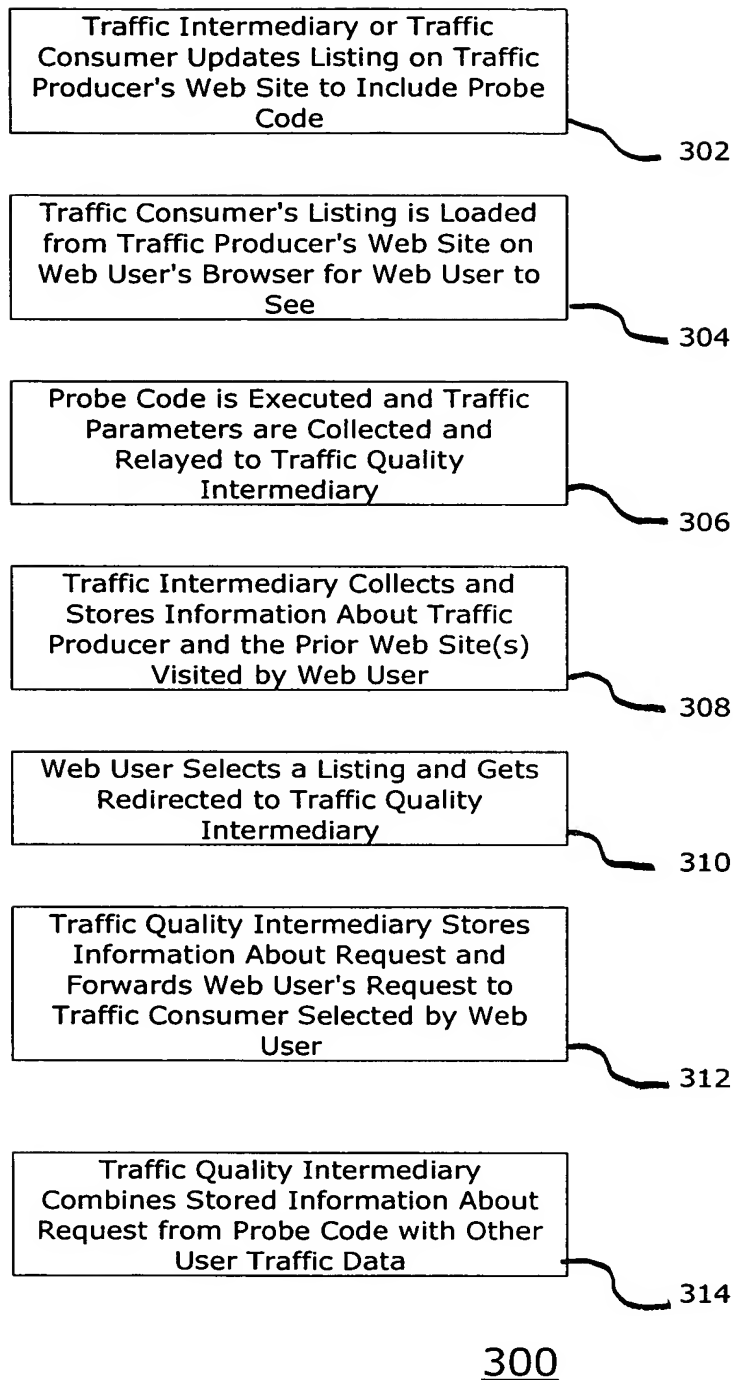 Traffic Intermediary or Traffic
Consumer Updates Listing on Traffic
Producer's Web Site to Include Probe
Code
302
Traffic Consumer's Listing is Loaded
from Traffic Producer's Web Site on
Web User's Browser for Web User to
See
304
Probe Code is Executed and Traffic
Parameters are Collected and
Relayed to Traffic Quality
Intermediary
306
Traffic Intermediary Collects and
Stores Information About Traffic
Producer and the Prior Web Site(s)
Visited by Web User
308
Web User Selects a Listing and Gets
Redirected to Traffic Quality
Intermediary
310
Traffic Quality Intermediary Stores
Information About Request and
Forwards Web User's Request to
Traffic Consumer Selected by Web
User
312
Traffic Quality Intermediary
Combines Stored Information About
Request from Probe Code with Other
User Traffic Data
314
300